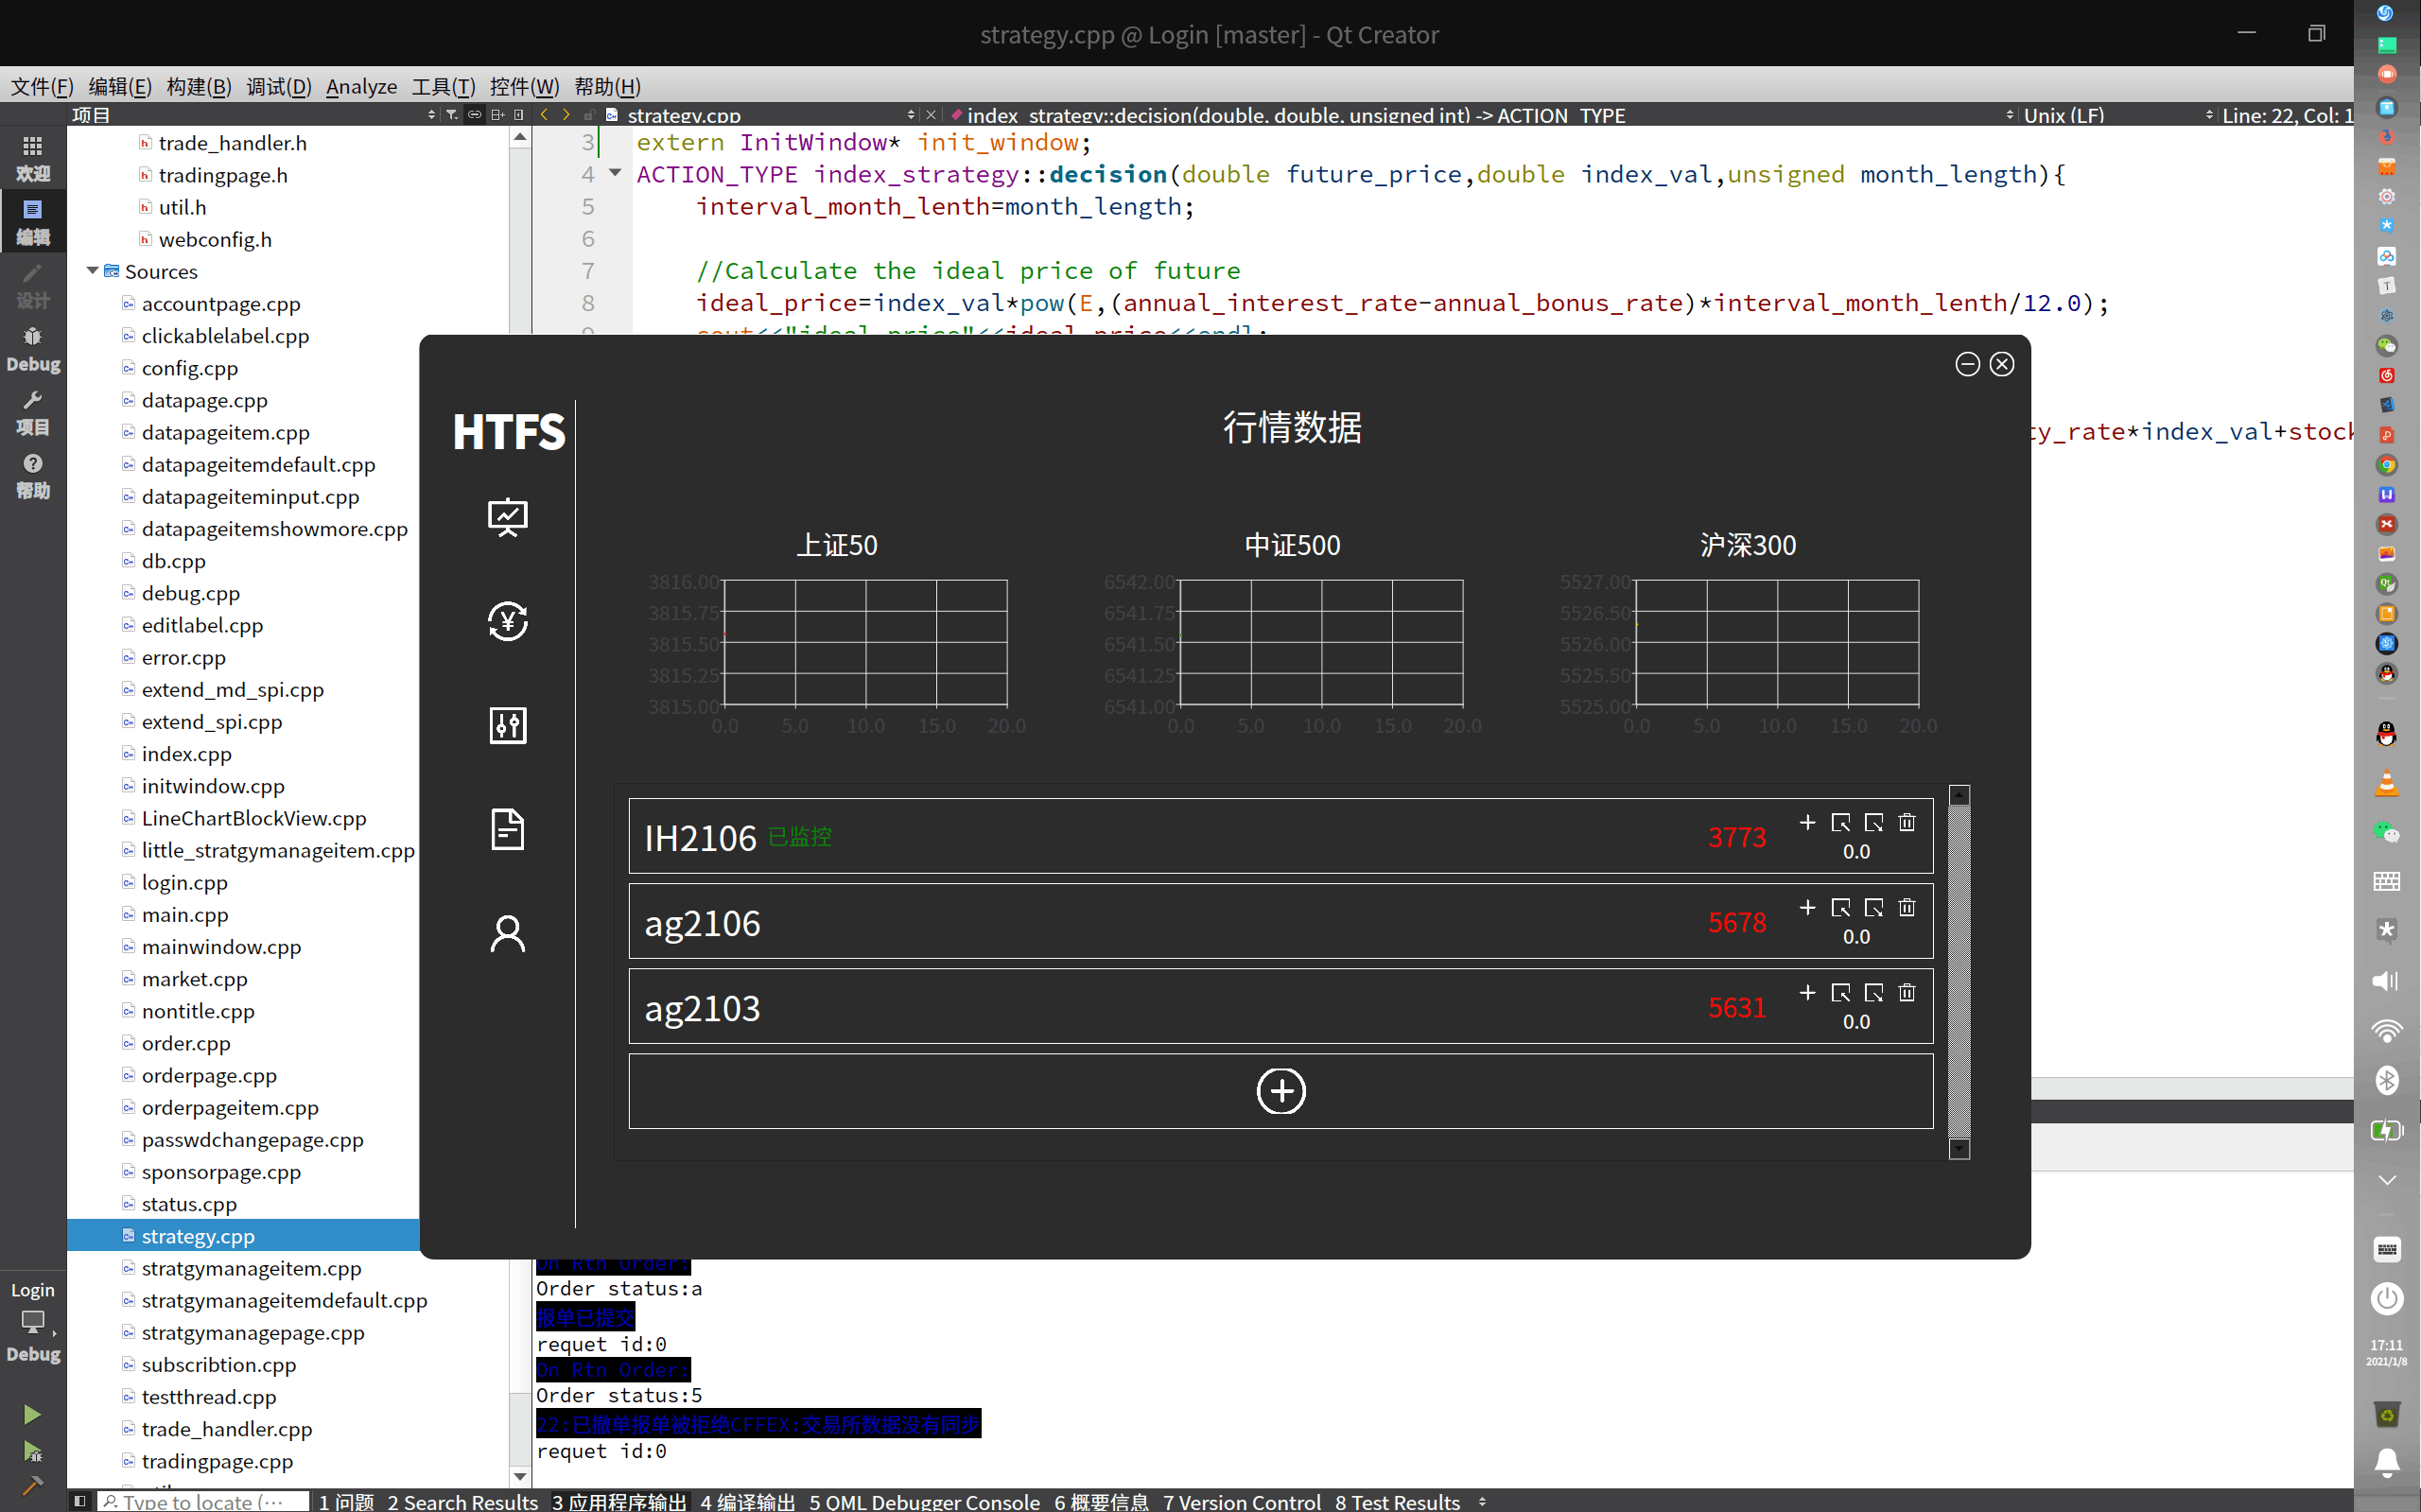 strategy.cpp @ Login [master] - Qt Creator
文件(F) 编辑(E) 构建(B) 调试(D) Analyze 工具(T) 控件(W) 帮助(H)
项目
strategy.cpp
index_strategy::decision(double, double, unsigned int) -> ACTION_TYPE
Unix (LF)
Line: 22, Col: 1
欢迎
编辑
设计
Debug
项目
帮助
Login
Debug
trade_handler.h
tradingpage.h
util.h
webconfig.h
Sources
accountpage.cpp
clickablelabel.cpp
config.cpp
datapage.cpp
datapageitem.cpp
datapageitemdefault.cpp
datapageiteminput.cpp
datapageitemshowmore.cpp
db.cpp
debug.cpp
editlabel.cpp
error.cpp
extend_md_spi.cpp
extend_spi.cpp
index.cpp
initwindow.cpp
LineChartBlockView.cpp
little_stratgymanageitem.cpp
login.cpp
main.cpp
mainwindow.cpp
market.cpp
nontitle.cpp
order.cpp
orderpage.cpp
orderpageitem.cpp
passwdchangepage.cpp
sponsorpage.cpp
status.cpp
strategy.cpp
stratgymanageitem.cpp
stratgymanageitemdefault.cpp
stratgymanagepage.cpp
subscribtion.cpp
testthread.cpp
trade_handler.cpp
tradingpage.cpp
3 extern InitWindow* init_window;
4 ACTION_TYPE index_strategy::decision(double future_price,double index_val,unsigned month_length){
5 interval_month_lenth=month_length;
6
7 //Calculate the ideal price of future
8 ideal_price=index_val*pow(E,(annual_interest_rate-annual_bonus_rate)*interval_month_lenth/12.0);
9 cout<<"ideal price"<<ideal_price<<endl;
ty_rate*index_val+stock
HTFS
行情数据
上证50
3816.00
3815.75
3815.50
3815.25
3815.00
0.0 5.0 10.0 15.0 20.0
中证500
6542.00
6541.75
6541.50
6541.25
6541.00
0.0 5.0 10.0 15.0 20.0
沪深300
5527.00
5526.50
5526.00
5525.50
5525.00
0.0 5.0 10.0 15.0 20.0
IH2106 已监控 3773
0.0
ag2106 5678
0.0
ag2103 5631
0.0
On Rtn Order:
Order status:a
报单已提交
requet id:0
On Rtn Order:
Order status:5
22:已撤单报单被拒绝CFFEX:交易所数据没有同步
requet id:0
Type to locate (…
1 问题 2 Search Results 3 应用程序输出 4 编译输出 5 QML Debugger Console 6 概要信息 7 Version Control 8 Test Results
17:11
2021/1/8